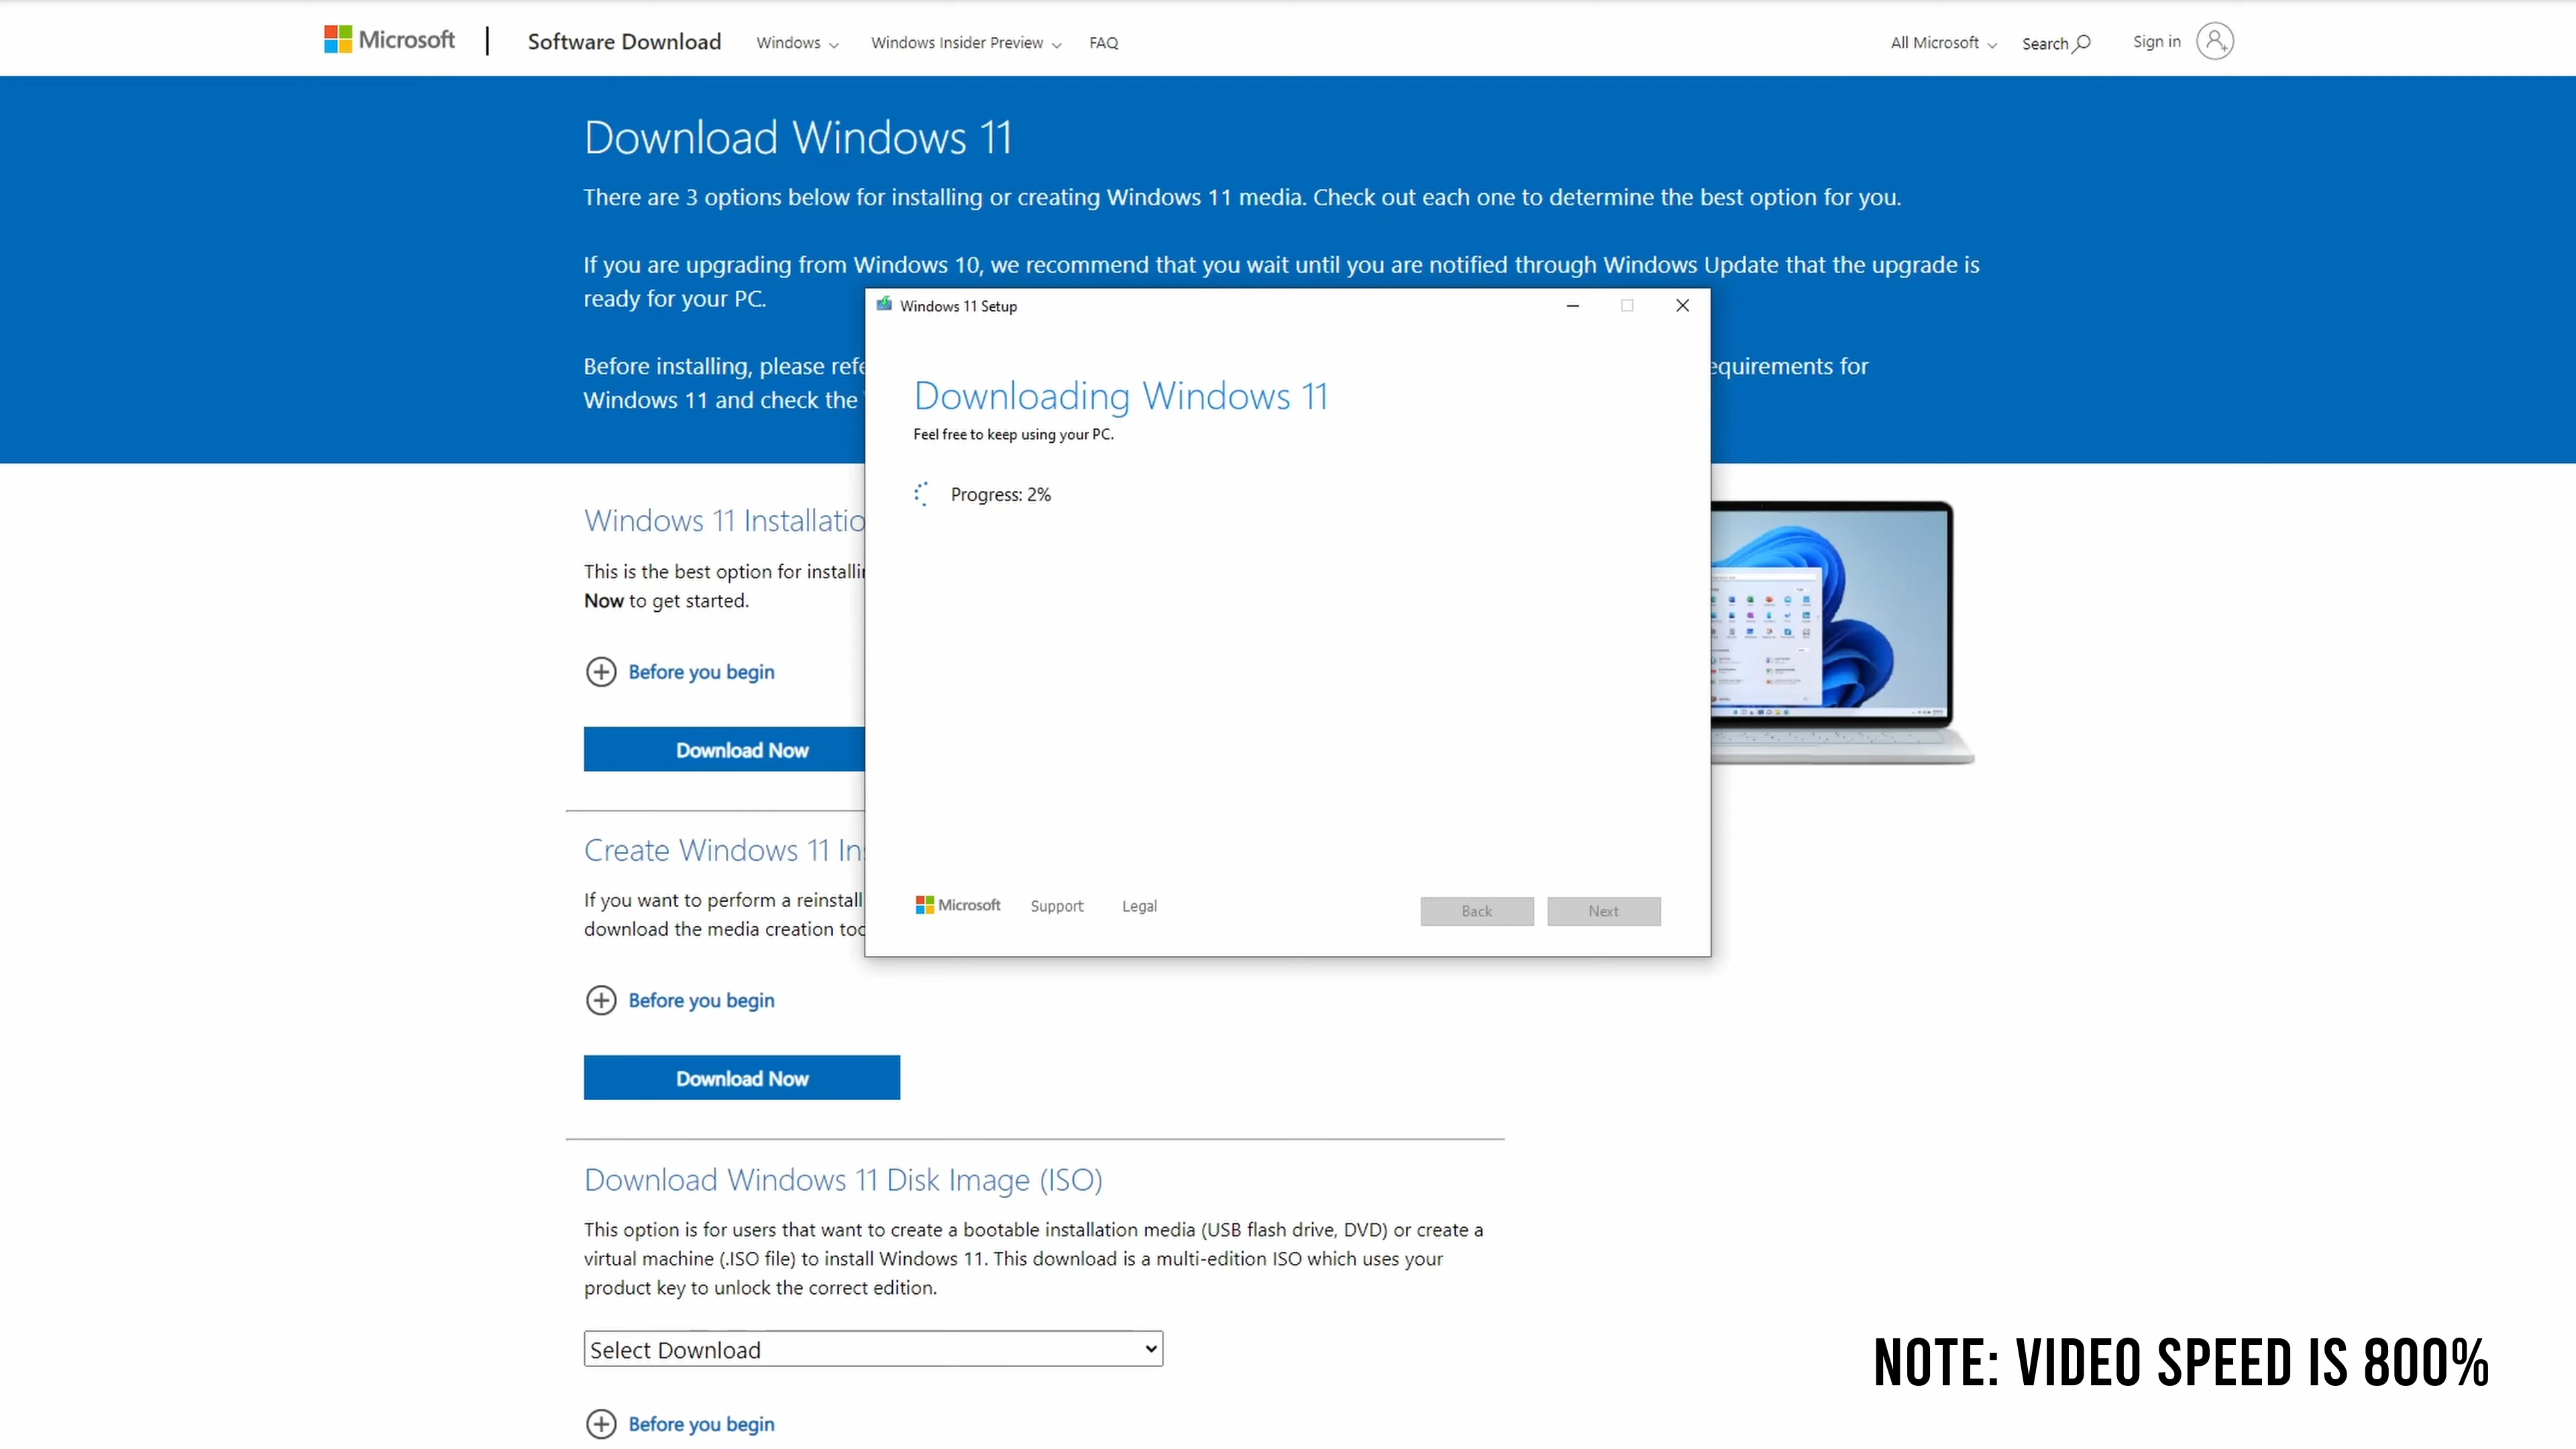 Microsoft
Software Download
Windows
Windows Insider Preview
FAQ
All Microsoft
Search
Sign in
Download Windows 11
There are 3 options below for installing or creating Windows 11 media. Check out each one to determine the best option for you.
If you are upgrading from Windows 10, we recommend that you wait until you are notified through Windows Update that the upgrade is
ready for your PC.
Before installing, please refe
equirements for
Windows 11 and check the
Windows 11 Setup
Downloading Windows 11
Feel free to keep using your PC.
Progress: 2%
Microsoft
Support
Legal
Back
Next
Windows 11 Installatio
This is the best option for installin
Now to get started.
Before you begin
Download Now
Create Windows 11 Ins
If you want to perform a reinstall
download the media creation too
Before you begin
Download Now
Download Windows 11 Disk Image (ISO)
This option is for users that want to create a bootable installation media (USB flash drive, DVD) or create a
virtual machine (.ISO file) to install Windows 11. This download is a multi-edition ISO which uses your
product key to unlock the correct edition.
Select Download
Before you begin
NOTE: VIDEO SPEED IS 800%